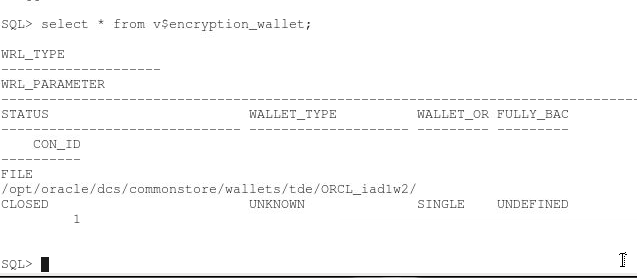 SQL> select * from v$encryption_wallet;
WRL_TYPE
--------------------
WRL_PARAMETER
--------------------------------------------------------------------------------
STATUS WALLET_TYPE WALLET_OR FULLY_BAC
------------------------------ -------------------- --------- ---------
CON_ID
----------
FILE
/opt/oracle/dcs/commonstore/wallets/tde/ORCL_iad1w2/
CLOSED UNKNOWN SINGLE UNDEFINED
1
SQL>